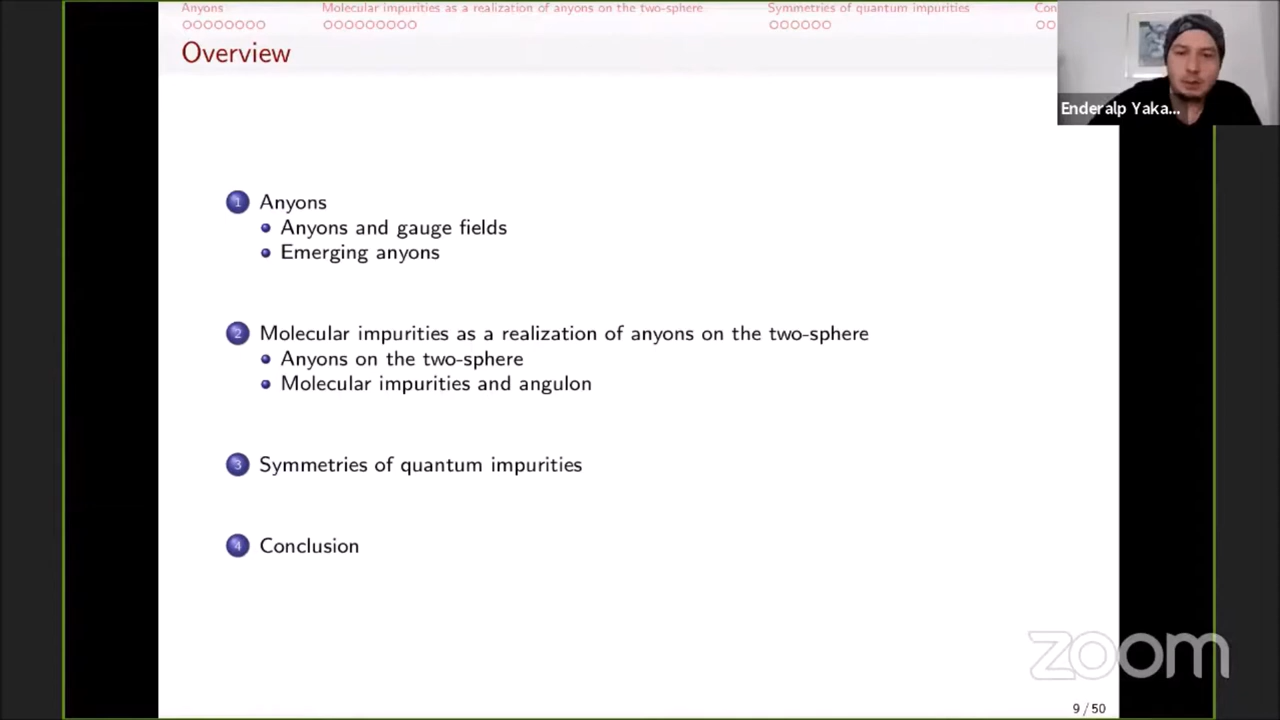 Anyons
Molecular impurities as a realization of anyons on the two-sphere
Symmetries of quantum impurities
Con
Overview
Enderalp Yaka...
1 Anyons
Anyons and gauge fields
Emerging anyons
2 Molecular impurities as a realization of anyons on the two-sphere
Anyons on the two-sphere
Molecular impurities and angulon
3 Symmetries of quantum impurities
4 Conclusion
zoom
9 / 50